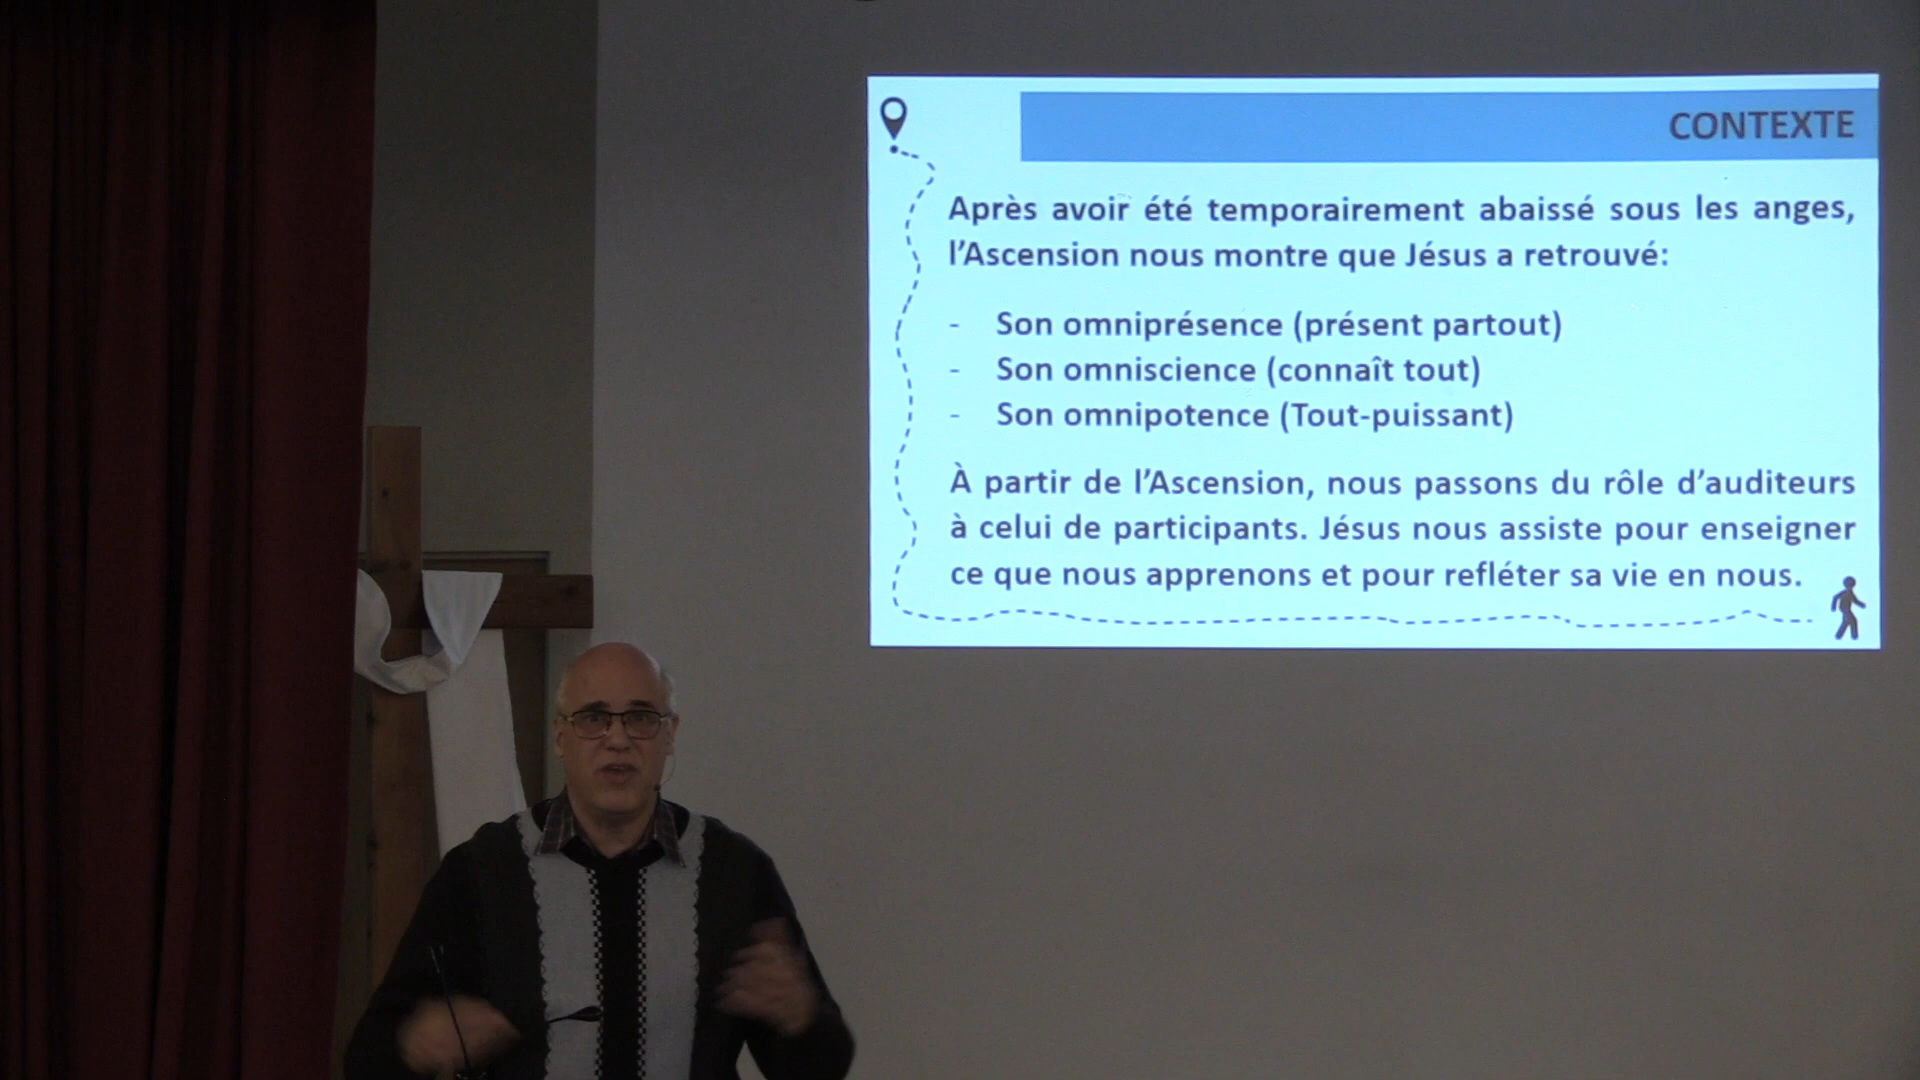 CONTEXTE
Après avoir été temporairement abaissé sous les anges,
l'Ascension nous montre que Jésus a retrouvé:
- Son omniprésence (présent partout)
- Son omniscience (connaît tout)
- Son omnipotence (Tout-puissant)
À partir de l'Ascension, nous passons du rôle d'auditeurs
à celui de participants. Jésus nous assiste pour enseigner
ce que nous apprenons et pour refléter sa vie en nous.